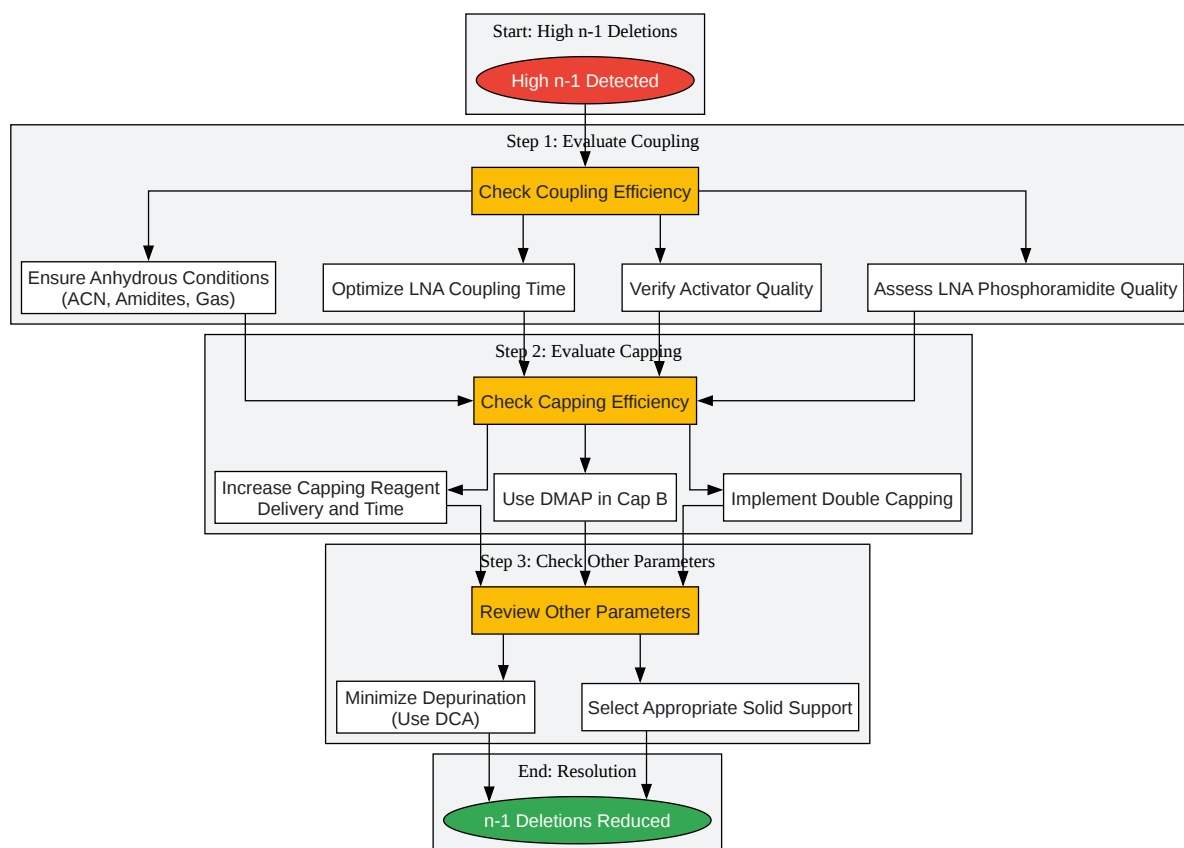 Start: High n-1 Deletions
High n-1 Detected
Step 1: Evaluate Coupling
Check Coupling Efficiency
Ensure Anhydrous Conditions
(ACN, Amidites, Gas)
Optimize LNA Coupling Time
Verify Activator Quality
Assess LNA Phosphoramidite Quality
Step 2: Evaluate Capping
Check Capping Efficiency
Increase Capping Reagent
Delivery and Time
Use DMAP in Cap B
Implement Double Capping
Step 3: Check Other Parameters
Review Other Parameters
Minimize Depurination
(Use DCA)
Select Appropriate Solid Support
End: Resolution
n-1 Deletions Reduced